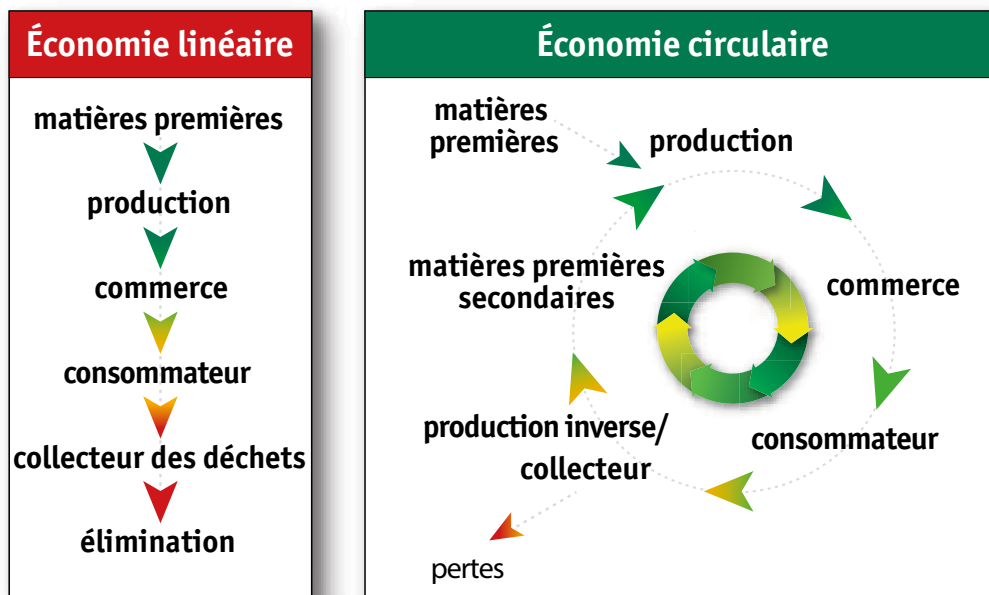 Économie linéaire
matières premières
production
commerce
consommateur
collecteur des déchets
élimination
Économie circulaire
matières
premières
production
commerce
consommateur
production inverse/
collecteur
matières premières
secondaires
pertes